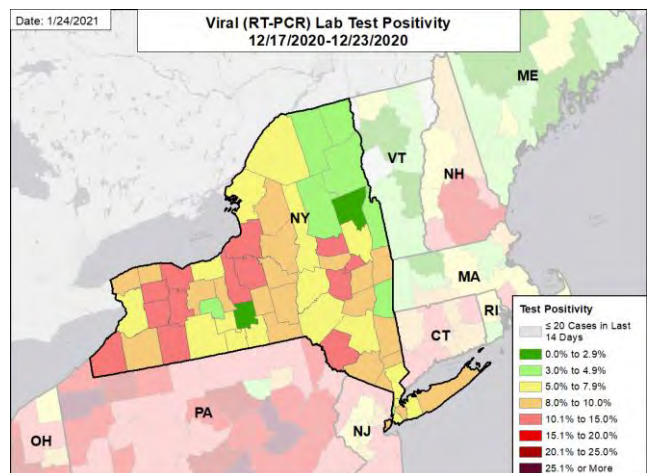 Date: 1/24/2021
Viral (RT-PCR) Lab Test Positivity
12/17/2020-12/23/2020
ME
VT
NH
NY
MA
CT
RI
PA
OH
NJ
Test Positivity
≤ 20 Cases in Last
14 Days
0.0% to 2.9%
3.0% to 4.9%
5.0% to 7.9%
8.0% to 10.0%
10.1% to 15.0%
15.1% to 20.0%
20.1% to 25.0%
25.1% or More